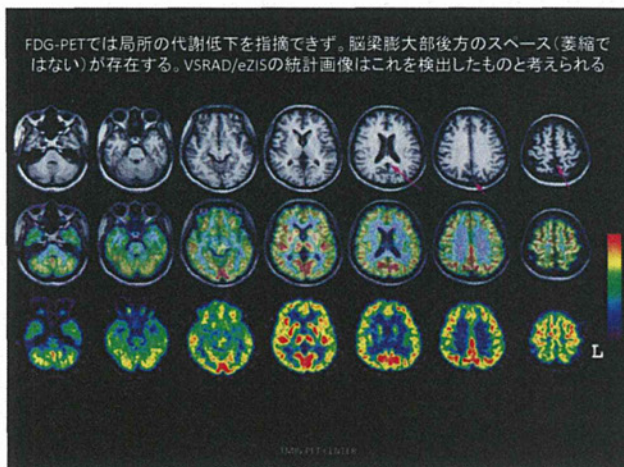 FDG-PETでは局所の代謝低下を指摘できず。脳梁膨大部後方のスペース（萎縮で
はない）が存在する。VSRAD/eZISの統計画像はこれを検出したものと考えられる
L
TMIG PET CENTER